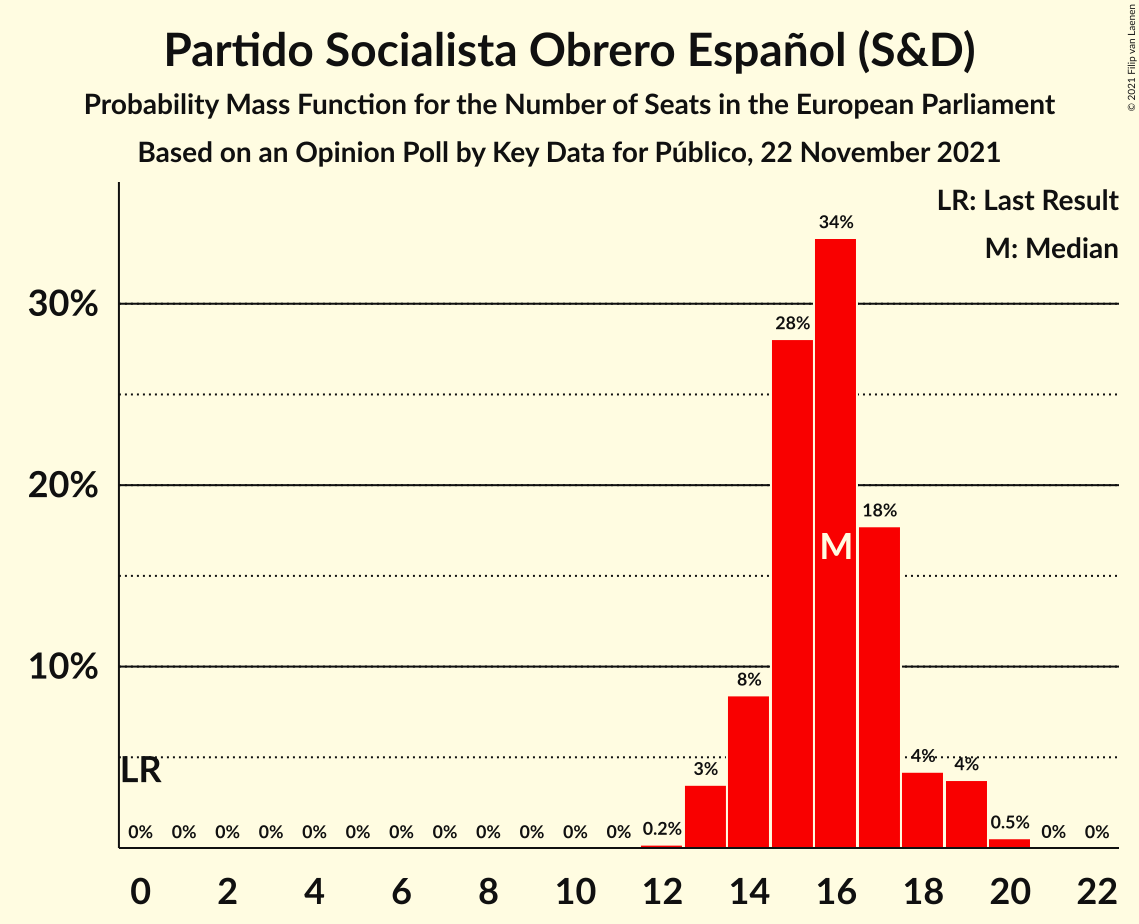 Partido Socialista Obrero Español (S&D)
Probability Mass Function for the Number of Seats in the European Parliament
Based on an Opinion Poll by Key Data for Público, 22 November 2021
© 2021 Filip van Laenen
LR: Last Result
M: Median
30%
20%
10%
LR
M
0% 0% 0% 0% 0% 0% 0% 0% 0% 0% 0% 0% 0.2% 3% 8% 28% 34% 18% 4% 4% 0.5% 0% 0%
0 2 4 6 8 10 12 14 16 18 20 22